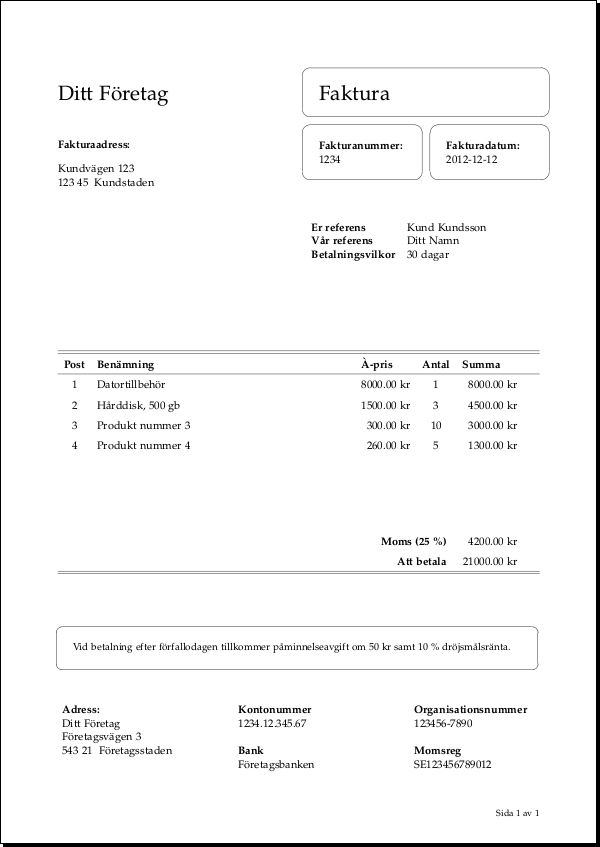 Ditt Företag
Faktura
Fakturaadress:
Kundvägen 123
123 45 Kundstaden
Fakturanummer:
1234
Fakturadatum:
2012-12-12
Er referens Kund Kundsson
Vår referens Ditt Namn
Betalningsvilkor 30 dagar
Post Benämning À-pris Antal Summa
1 Datortillbehör 8000.00 kr 1 8000.00 kr
2 Hårddisk, 500 gb 1500.00 kr 3 4500.00 kr
3 Produkt nummer 3 300.00 kr 10 3000.00 kr
4 Produkt nummer 4 260.00 kr 5 1300.00 kr
Moms (25 %) 4200.00 kr
Att betala 21000.00 kr
Vid betalning efter förfallodagen tillkommer påminnelseavgift om 50 kr samt 10 % dröjsmålsränta.
Adress:
Ditt Företag
Företagsvägen 3
543 21 Företagsstaden
Kontonummer
1234.12.345.67
Bank
Företagsbanken
Organisationsnummer
123456-7890
Momsreg
SE123456789012
Sida 1 av 1